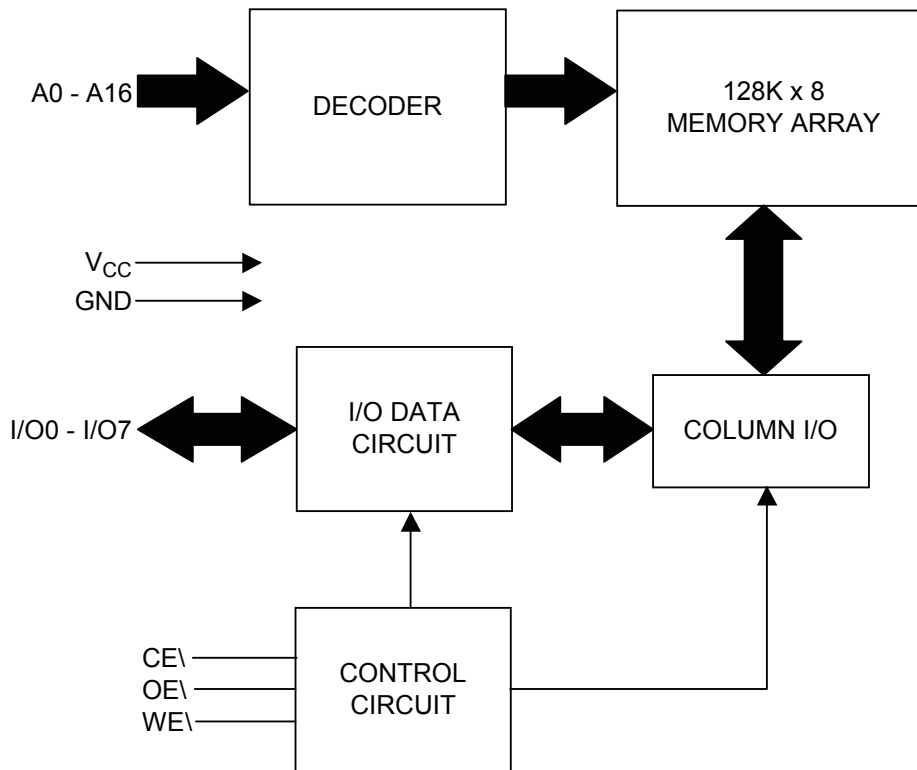 A0 - A16
DECODER
128K x 8
MEMORY ARRAY
VCC
GND
I/O0 - I/O7
I/O DATA
CIRCUIT
COLUMN I/O
CE\
OE\
WE\
CONTROL
CIRCUIT